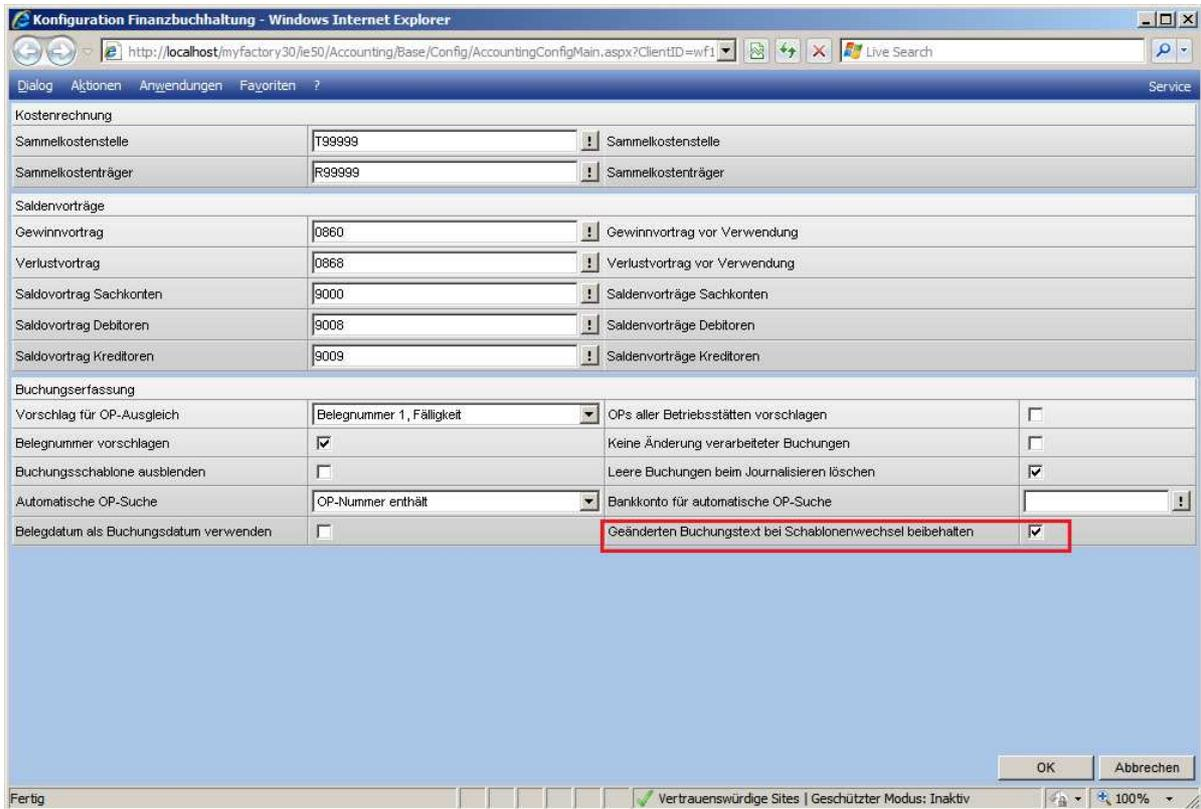 Konfiguration Finanzbuchhaltung - Windows Internet Explorer
http://localhost/myfactory30/ie50/Accounting/Base/Config/AccountingConfigMain.aspx?ClientID=wf1 Live Search
Dialog Aktionen Anwendungen Favoriten ? Service
Kostenrechnung
Sammelkostenstelle T99999 ! Sammelkostenstelle
Sammelkostenträger R99999 ! Sammelkostenträger
Saldenvorträge
Gewinnvortrag 0860 ! Gewinnvortrag vor Verwendung
Verlustvortrag 0868 ! Verlustvortrag vor Verwendung
Saldovortrag Sachkonten 9000 ! Saldenvorträge Sachkonten
Saldovortrag Debitoren 9008 ! Saldenvorträge Debitoren
Saldovortrag Kreditoren 9009 ! Saldenvorträge Kreditoren
Buchungserfassung
Vorschlag für OP-Ausgleich Belegnummer 1, Fälligkeit OPs aller Betriebsstätten vorschlagen
Belegnummer vorschlagen Keine Änderung verarbeiteter Buchungen
Buchungsschablone ausblenden Leere Buchungen beim Journalisieren löschen
Automatische OP-Suche OP-Nummer enthält Bankkonto für automatische OP-Suche !
Belegdatum als Buchungsdatum verwenden Geänderten Buchungstext bei Schablonenwechsel beibehalten
OK Abbrechen
Fertig Vertrauenswürdige Sites | Geschützter Modus: Inaktiv 100%